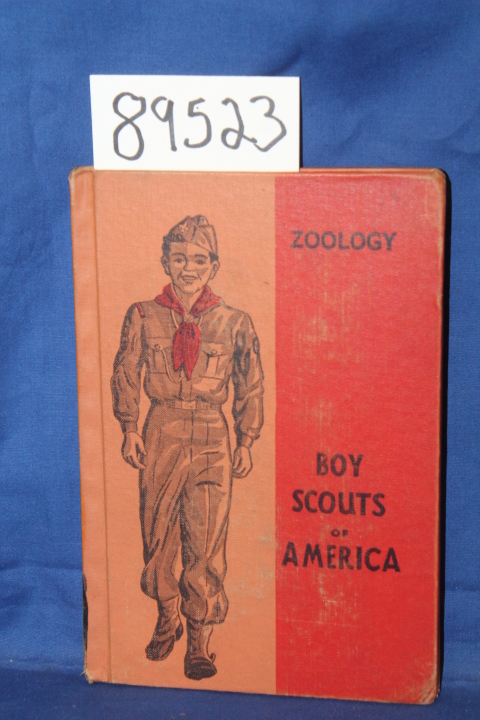 89523
ZOOLOGY
BOY
SCOUTS
OF
AMERICA